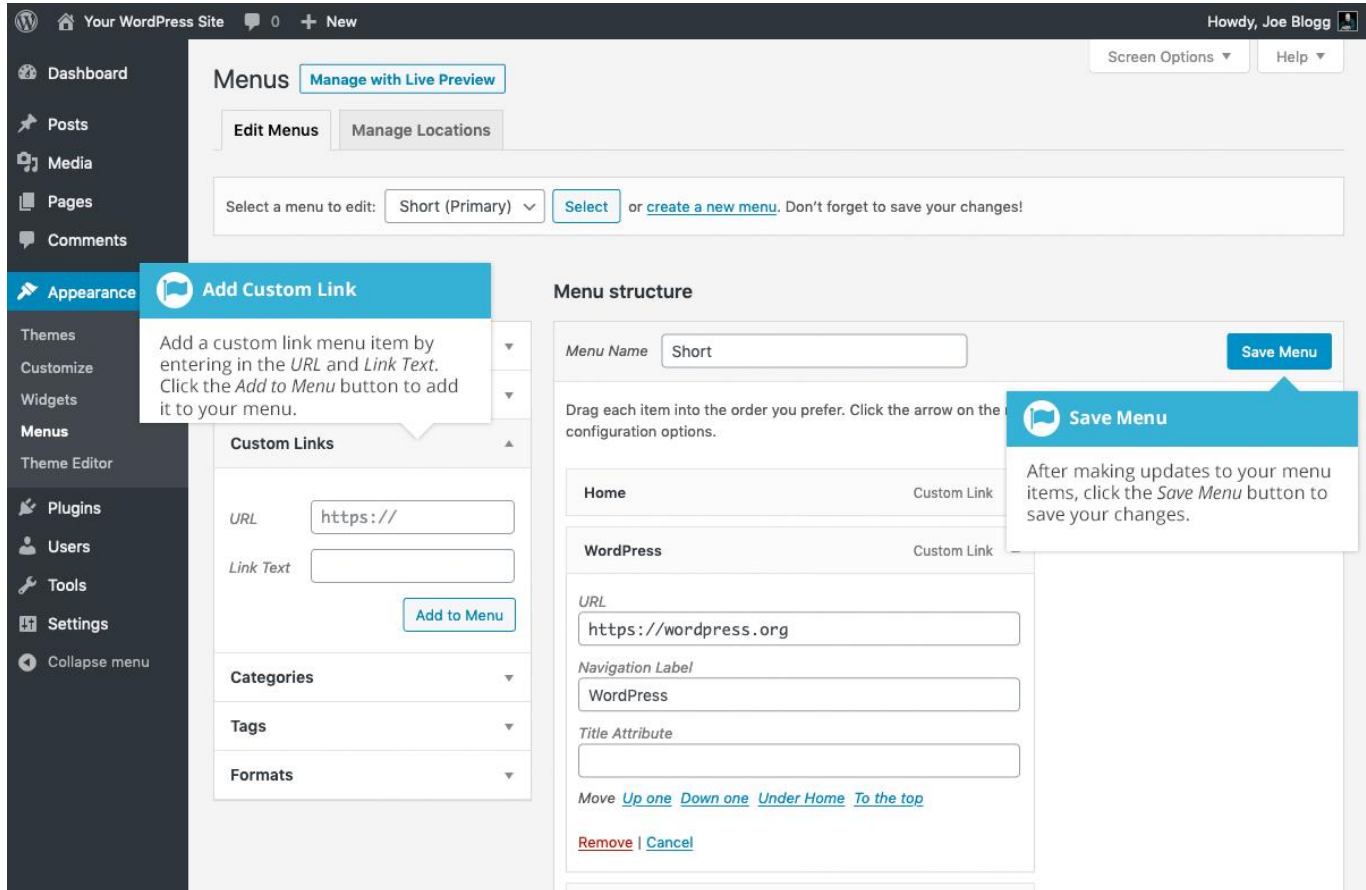 Your WordPress Site 0 + New
Howdy, Joe Blogg
Dashboard
Posts
Media
Pages
Comments
Appearance
Themes
Customize
Widgets
Menus
Theme Editor
Plugins
Users
Tools
Settings
Collapse menu
Screen Options
Help
Menus
Manage with Live Preview
Edit Menus
Manage Locations
Select a menu to edit: Short (Primary) Select or create a new menu. Don't forget to save your changes!
Add Custom Link
Add a custom link menu item by
entering in the URL and Link Text.
Click the Add to Menu button to add
it to your menu.
Custom Links
URL https://
Link Text
Add to Menu
Categories
Tags
Formats
Menu structure
Menu Name Short
Save Menu
Drag each item into the order you prefer. Click the arrow on the
configuration options.
Save Menu
After making updates to your menu
items, click the Save Menu button to
save your changes.
Home Custom Link
WordPress Custom Link
URL
https://wordpress.org
Navigation Label
WordPress
Title Attribute
Move Up one Down one Under Home To the top
Remove | Cancel